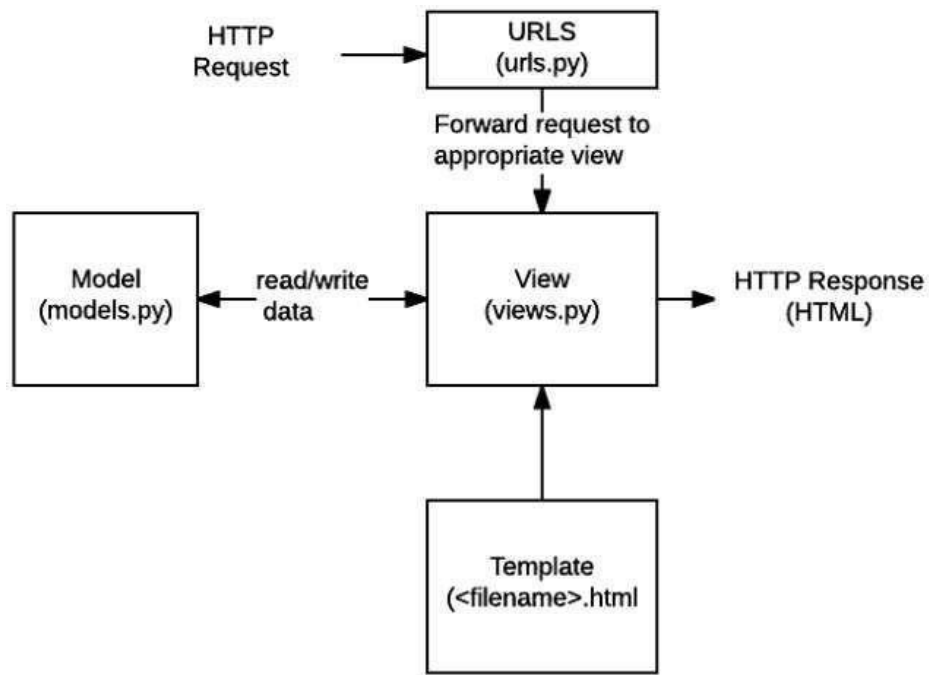 HTTP
Request
URLS
(urls.py)
Forward request to
appropriate view
Model
(models.py)
read/write
data
View
(views.py)
HTTP Response
(HTML)
Template
(<filename>.html